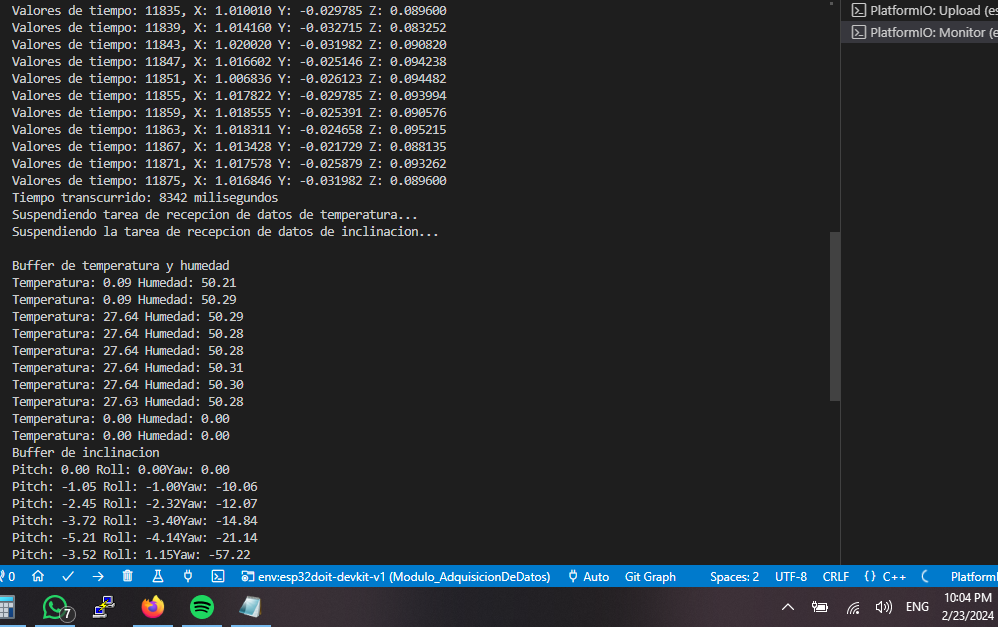 Valores de tiempo: 11835, X: 1.010010 Y: -0.029785 Z: 0.089600
Valores de tiempo: 11839, X: 1.014160 Y: -0.032715 Z: 0.083252
Valores de tiempo: 11843, X: 1.020020 Y: -0.031982 Z: 0.090820
Valores de tiempo: 11847, X: 1.016602 Y: -0.025146 Z: 0.094238
Valores de tiempo: 11851, X: 1.006836 Y: -0.026123 Z: 0.094482
Valores de tiempo: 11855, X: 1.017822 Y: -0.029785 Z: 0.093994
Valores de tiempo: 11859, X: 1.018555 Y: -0.025391 Z: 0.090576
Valores de tiempo: 11863, X: 1.018311 Y: -0.024658 Z: 0.095215
Valores de tiempo: 11867, X: 1.013428 Y: -0.021729 Z: 0.088135
Valores de tiempo: 11871, X: 1.017578 Y: -0.025879 Z: 0.093262
Valores de tiempo: 11875, X: 1.016846 Y: -0.031982 Z: 0.089600
Tiempo transcurrido: 8342 milisegundos
Suspendiendo tarea de recepcion de datos de temperatura...
Suspendiendo la tarea de recepcion de datos de inclinacion...
Buffer de temperatura y humedad
Temperatura: 0.09 Humedad: 50.21
Temperatura: 0.09 Humedad: 50.29
Temperatura: 27.64 Humedad: 50.29
Temperatura: 27.64 Humedad: 50.28
Temperatura: 27.64 Humedad: 50.28
Temperatura: 27.64 Humedad: 50.31
Temperatura: 27.64 Humedad: 50.30
Temperatura: 27.63 Humedad: 50.28
Temperatura: 0.00 Humedad: 0.00
Temperatura: 0.00 Humedad: 0.00
Buffer de inclinacion
Pitch: 0.00 Roll: 0.00Yaw: 0.00
Pitch: -1.05 Roll: -1.00Yaw: -10.06
Pitch: -2.45 Roll: -2.32Yaw: -12.07
Pitch: -3.72 Roll: -3.40Yaw: -14.84
Pitch: -5.21 Roll: -4.14Yaw: -21.14
Pitch: -3.52 Roll: 1.15Yaw: -57.22
PlatformIO: Upload (es
PlatformIO: Monitor (e
0 env:esp32doit-devkit-v1 (Modulo_AdquisicionDeDatos) Auto Git Graph Spaces: 2 UTF-8 CRLF {} C++ PlatformI
7 ENG 10:04 PM
2/23/2024